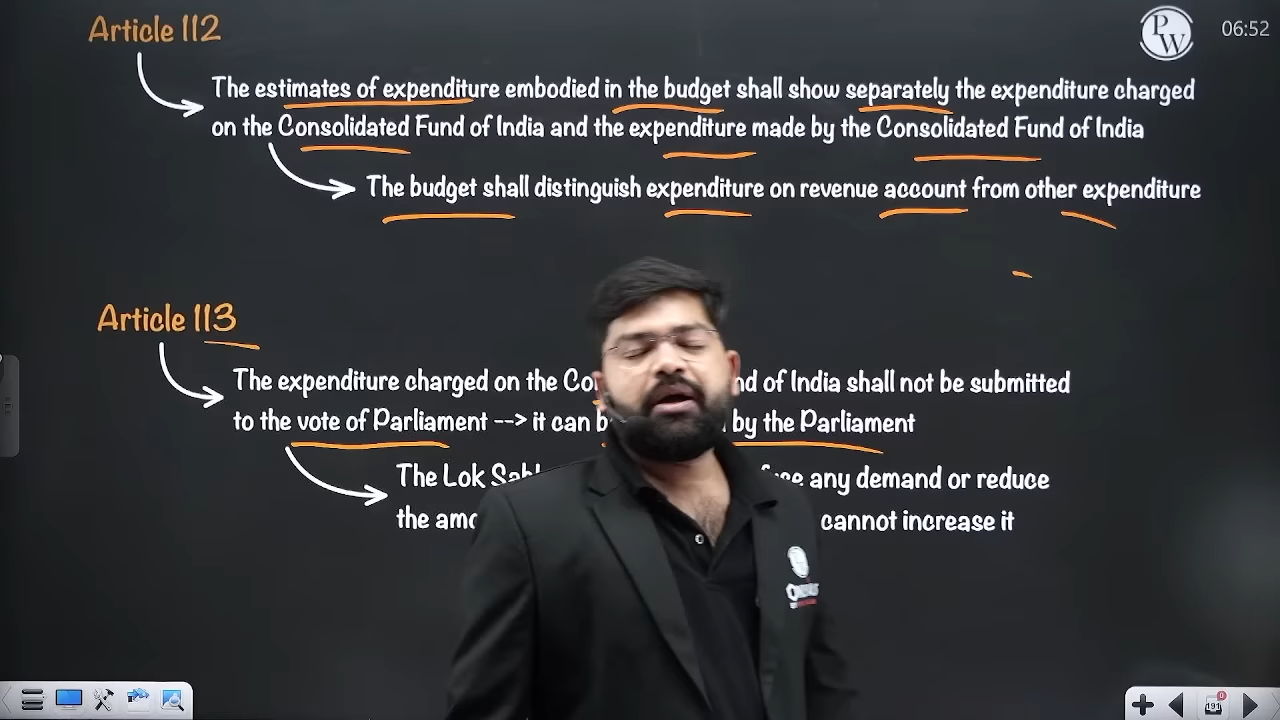 Article 112
PW
06:52
The estimates of expenditure embodied in the budget shall show separately the expenditure charged
on the Consolidated Fund of India and the expenditure made by the Consolidated Fund of India
The budget shall distinguish expenditure on revenue account from other expenditure
Article 113
The expenditure charged on the of India shall not be submitted
to the vote of Parliament --> it can by the Parliament
The Lok any demand or reduce
the cannot increase it
191
0